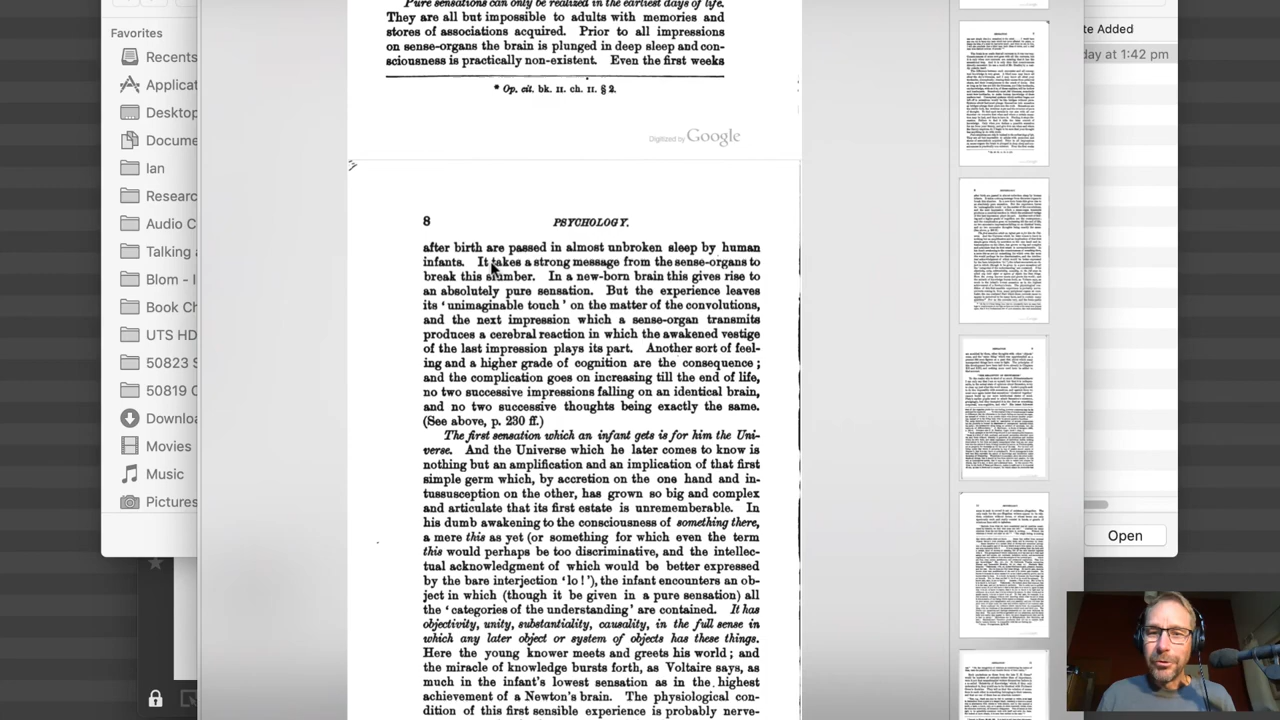 Favorites
Recents
Applicat
Desktop
Docume
Ian
Researc
Audio C
Talking
Blom - I
Book Ch
UTS HD
50823 S
50819 C
Downlo
Movies
Music
Pictures
Pure sensations can only be realized in the earliest days of life.
They are all but impossible to adults with memories and
stores of associations acquired. Prior to all impressions
on sense-organs the brain is plunged in deep sleep and con-
sciousness is practically non-existent. Even the first weeks
* Op. cit. bk. II. ch. II. § 2.
Digitized by Google
8 PSYCHOLOGY.
after birth are passed in almost unbroken sleep by human
infants. It takes a strong message from the sense-organs to
break this slumber. In a new-born brain this gives rise to
an absolutely pure sensation. But the experience leaves
its ‘unimaginable touch’ on the matter of the convolutions,
and the next impression which a sense-organ transmits
produces a cerebral reaction in which the awakened vestige
of the last impression plays its part. Another sort of feel-
ing and a higher grade of cognition are the consequence;
and the complication goes on increasing till the end of life,
no two successive impressions falling on an identical brain,
and no two successive thoughts being exactly the same.
(See above, p. 230 ff.)
The first sensation which an infant gets is for him the Uni-
verse. And the Universe which he later comes to know is
nothing but an amplification and an implication of that first
simple germ which, by accretion on the one hand and in-
tussusception on the other, has grown so big and complex
and articulate that its first estate is unrememberable. In
his dumb awakening to the consciousness of something there,
a mere this as yet (or something for which even the term
this would perhaps be too discriminative, and the intellec-
tual acknowledgment of which would be better expressed
by the bare interjection ‘lo!’), the infant encounters an ob-
ject in which (though it be given in a pure sensation) all
the ‘categories of the understanding’ are contained. It has
objectivity, unity, substantiality, causality, in the full sense in
which any later object or system of objects has these things.
Here the young knower meets and greets his world; and
the miracle of knowledge bursts forth, as Voltaire says, as
much in the infant's lowest sensation as in the highest
achievement of a Newton's brain. The physiological con-
dition of this first sensible experience is probably nerve-
te Added
day at 1:42 pm
Open